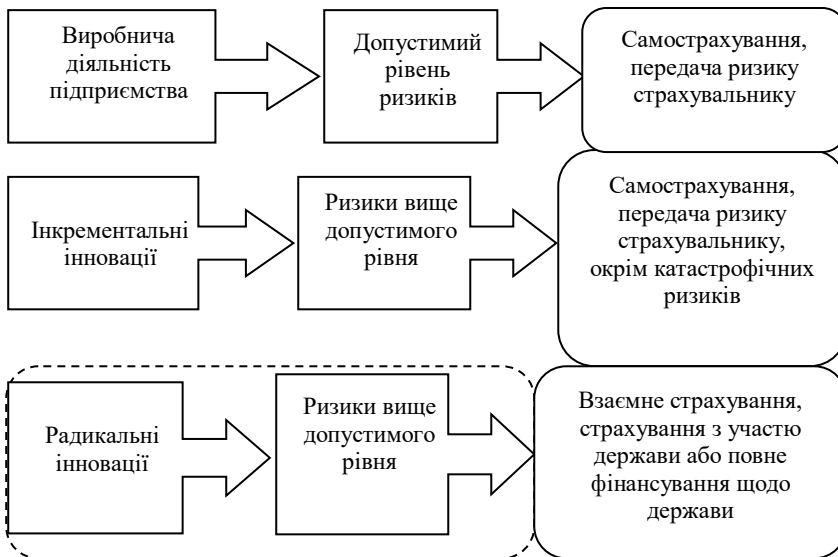 Виробнича
діяльність
підприємства
Допустимий
рівень
ризиків
Самострахування,
передача ризику
страхувальнику
Інкрементальні
інновації
Ризики вище
допустимого
рівня
Самострахування,
передача ризику
страхувальнику,
окрім катастрофічних
ризиків
Радикальні
інновації
Ризики вище
допустимого
рівня
Взаємне страхування,
страхування з участю
держави або повне
фінансування щодо
держави